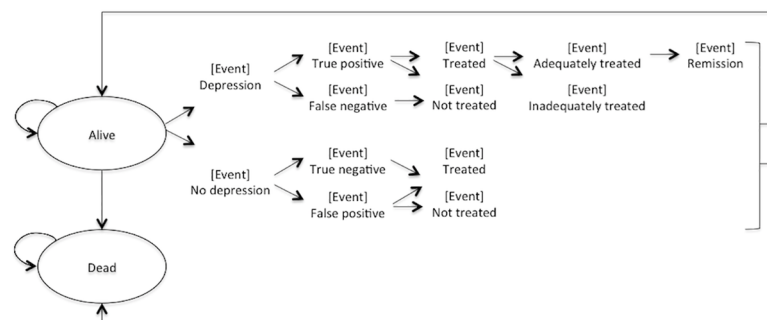 [Event]
True positive
[Event]
Treated
[Event]
Adequately treated
[Event]
Remission
[Event]
Depression
[Event]
False negative
[Event]
Not treated
[Event]
Inadequately treated
Alive
[Event]
No depression
[Event]
True negative
[Event]
Treated
[Event]
False positive
[Event]
Not treated
Dead